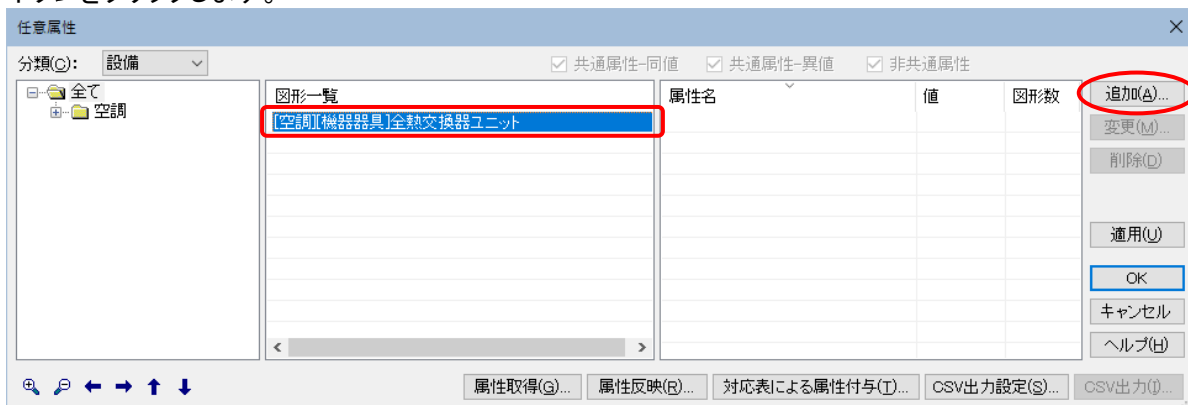 任意属性
分類(C): 設備 共通属性-同値 共通属性-異値 非共通属性
全て
空調
図形一覧
[空調][機器器具]全熱交換器ユニット
属性名 値 図形数
追加(A)...
変更(M)...
削除(D)
適用(U)
OK
キャンセル
ヘルプ(H)
属性取得(G)... 属性反映(R)... 対応表による属性付与(T)... CSV出力設定(S)... CSV出力(I)...